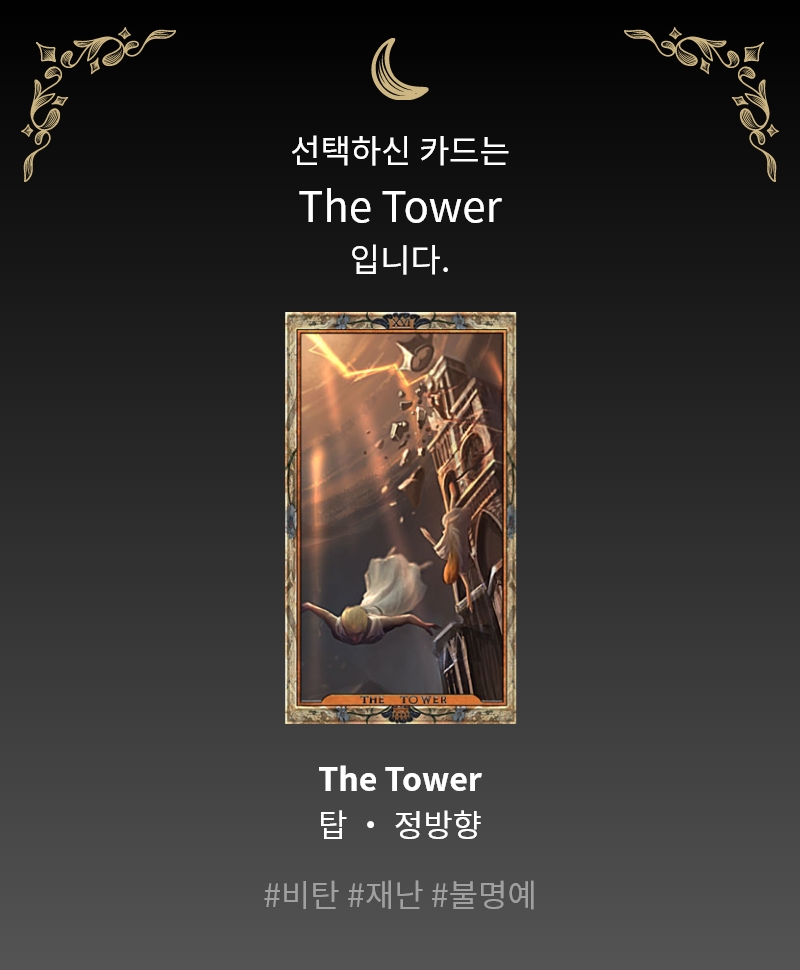 선택하신 카드는
The Tower
입니다.
XVI
THE TOWER
The Tower
탑 • 정방향
#비탄 #재난 #불명예